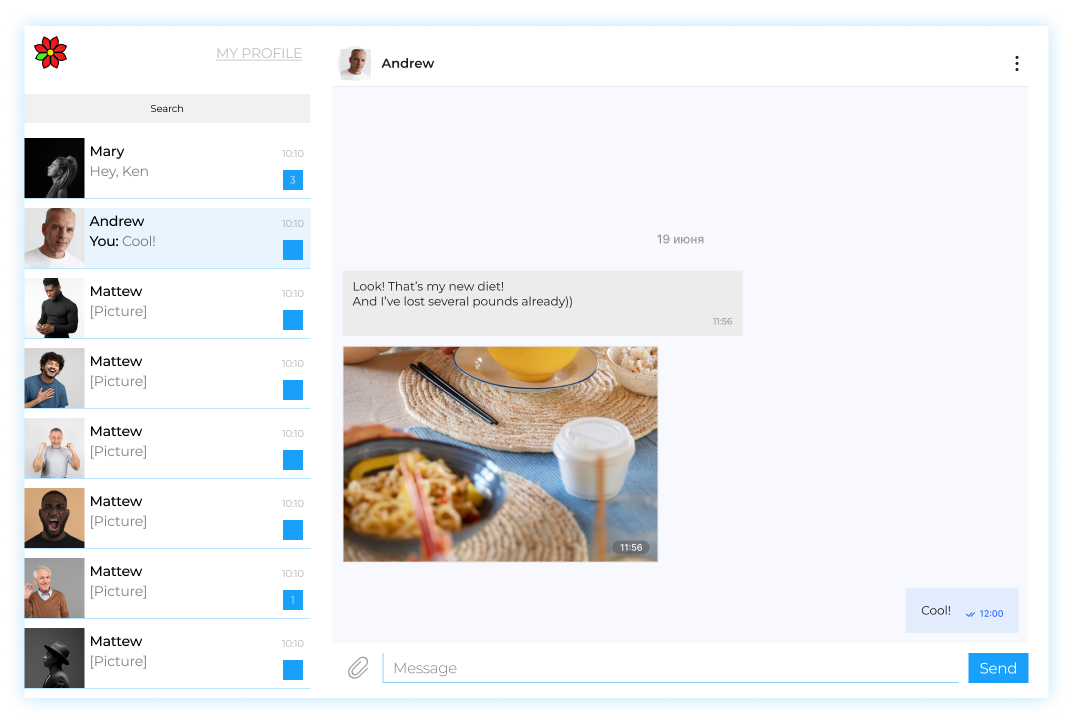 MY PROFILE
Search
Mary
10:10
Hey, Ken
3
Andrew
10:10
You: Cool!
Mattew
10:10
[Picture]
Mattew
10:10
[Picture]
Mattew
10:10
[Picture]
Mattew
10:10
[Picture]
Mattew
10:10
[Picture]
1
Mattew
10:10
[Picture]
Andrew
19 июня
Look! That’s my new diet!
And I’ve lost several pounds already))
11:56
11:56
Cool!
12:00
Message
Send